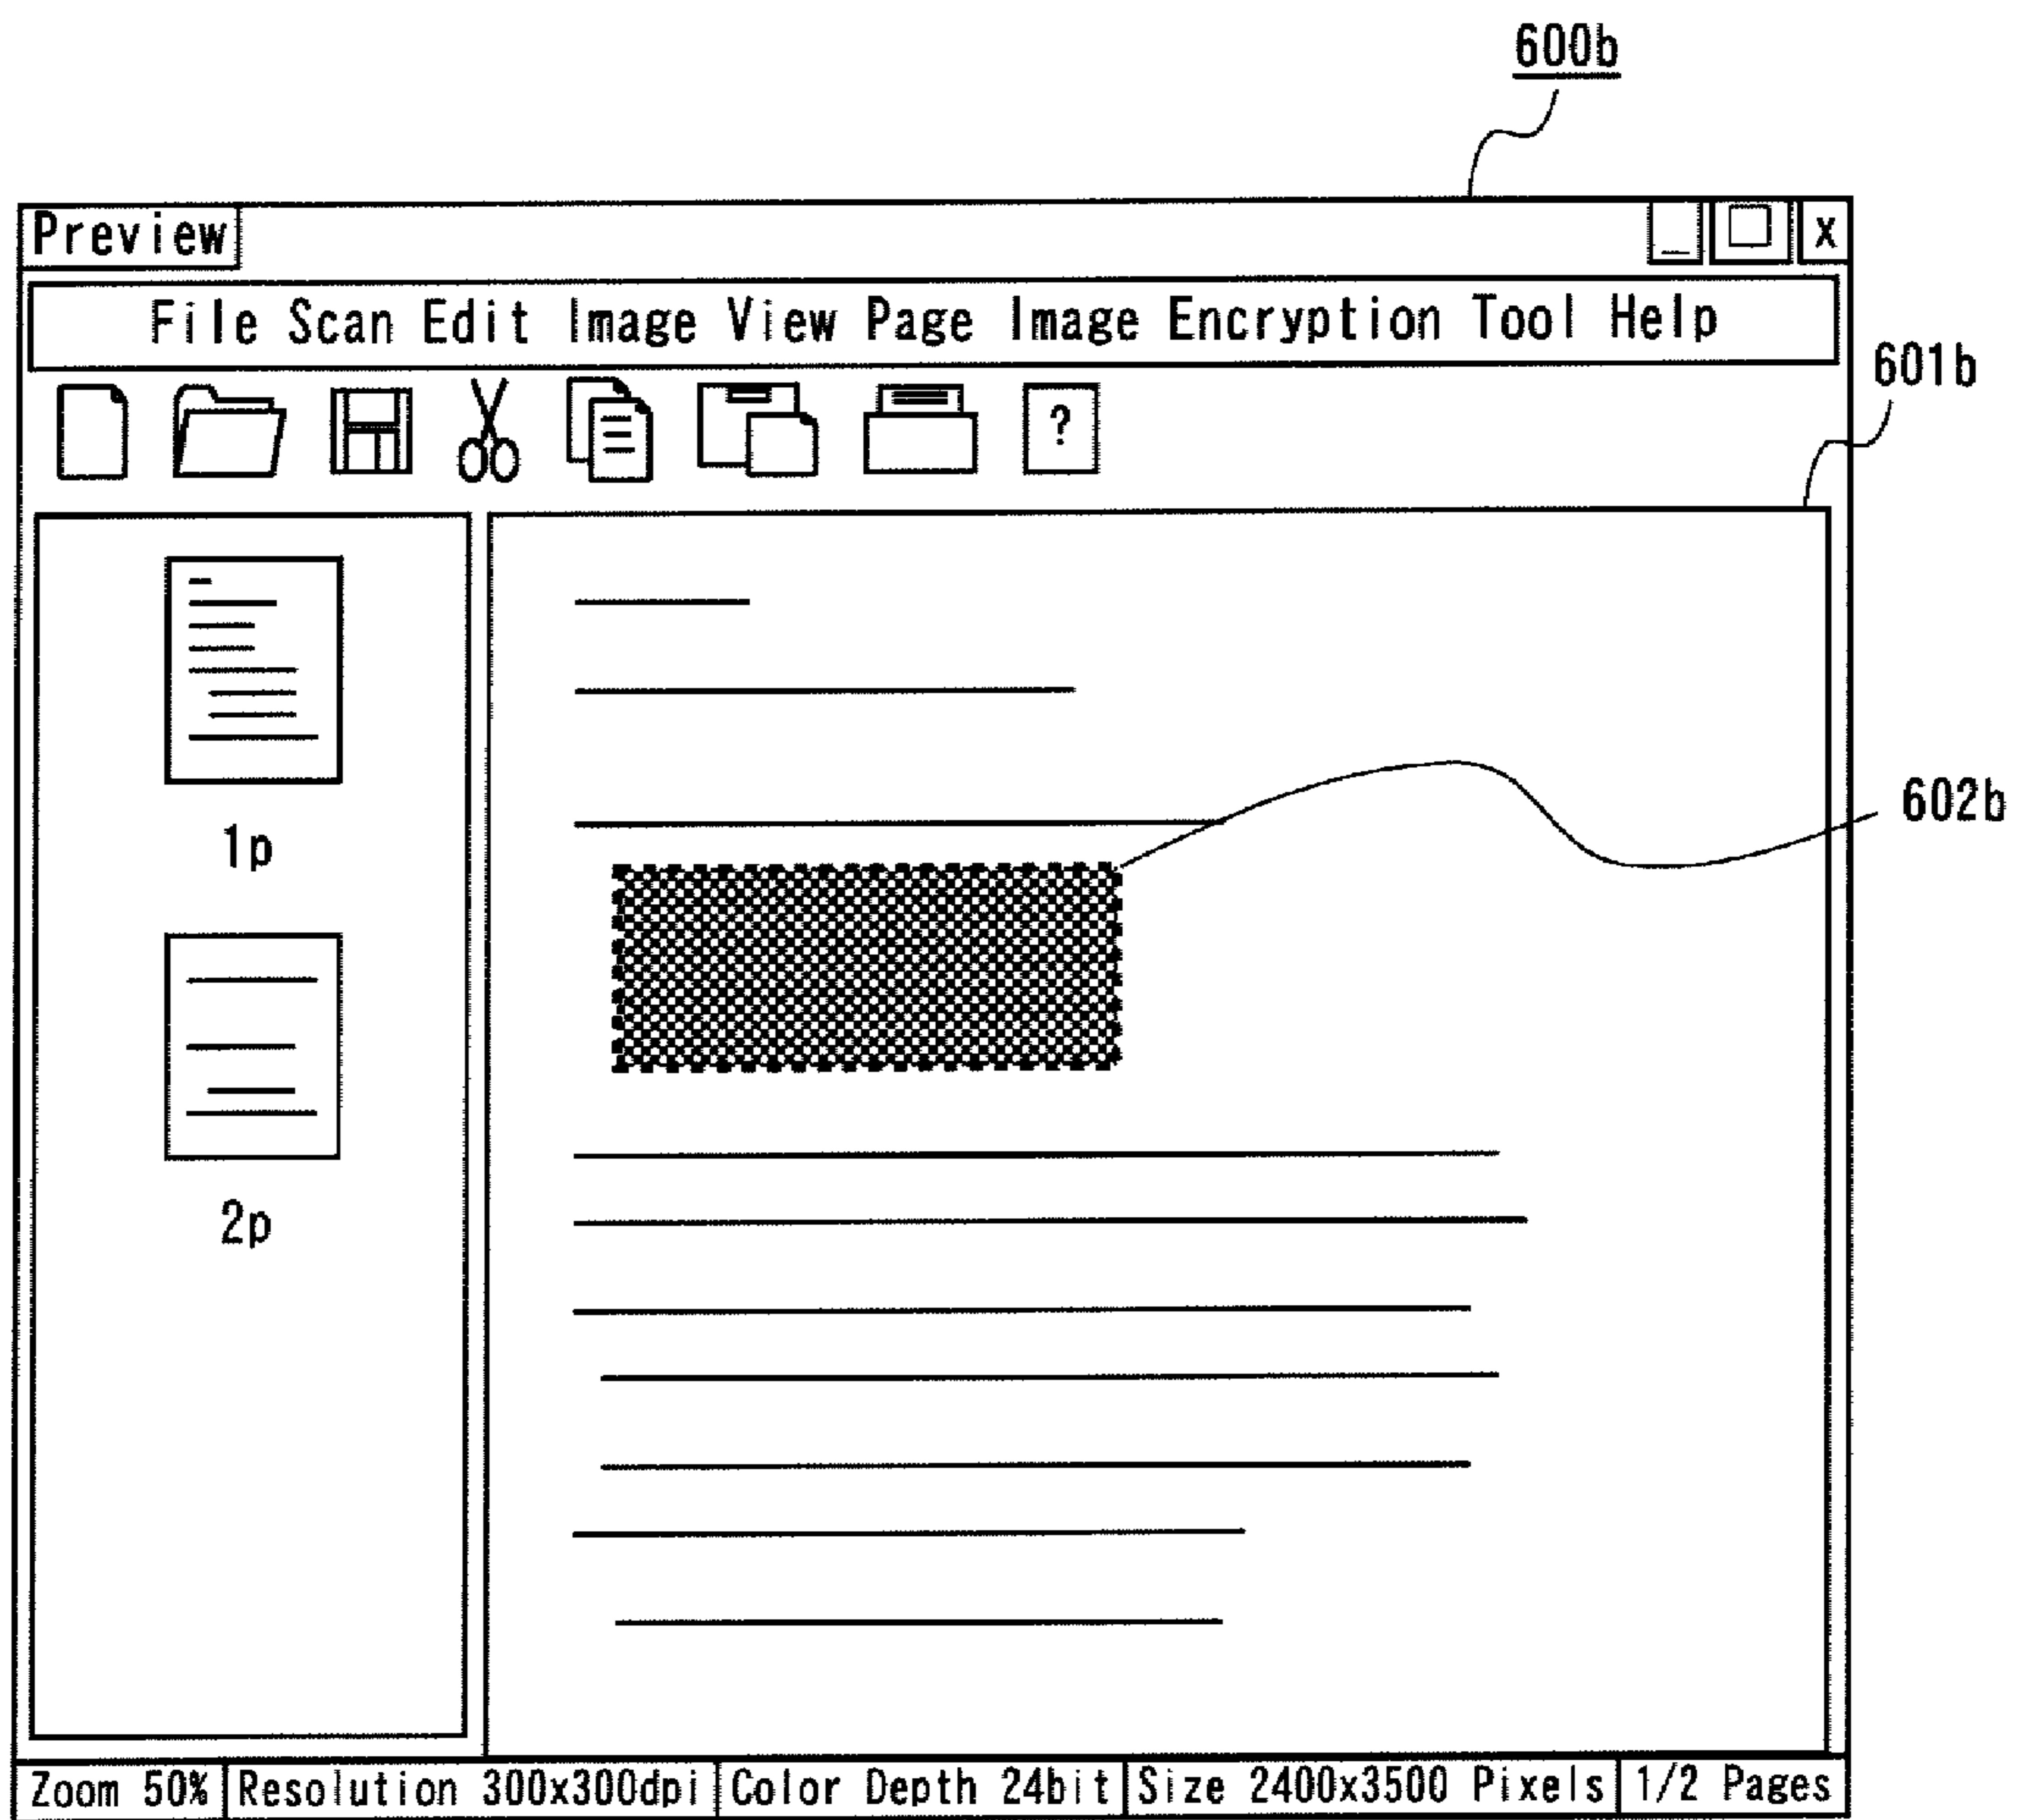 600b
Preview _ x
File Scan Edit Image View Page Image Encryption Tool Help
601b
?
1p
602b
2p
Zoom 50% Resolution 300x300dpi Color Depth 24bit Size 2400x3500 Pixels 1/2 Pages